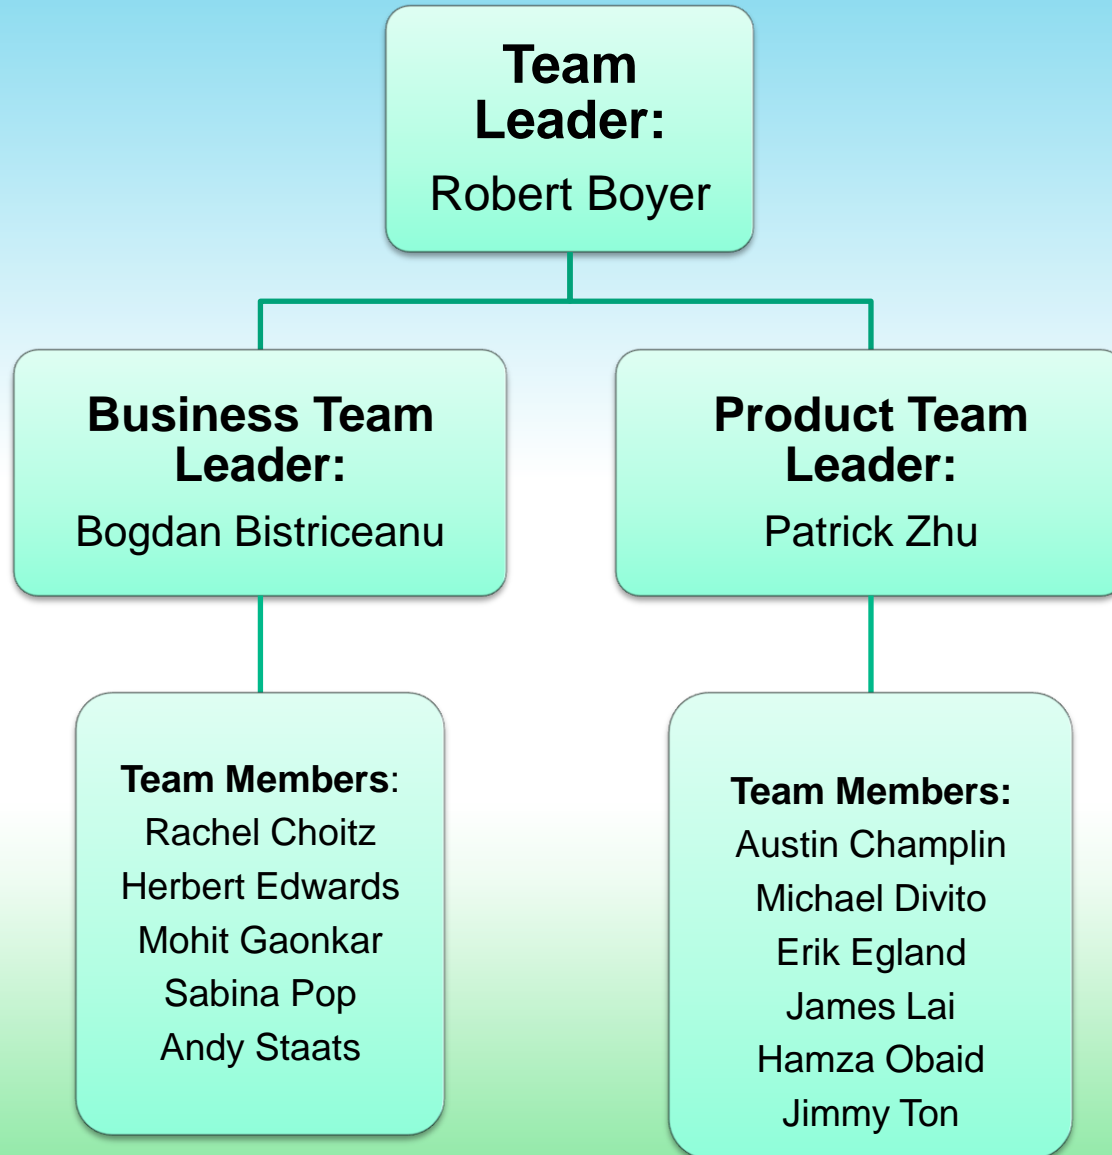 Team
Leader:
Robert Boyer
Business Team
Leader:
Bogdan Bistriceanu
Product Team
Leader:
Patrick Zhu
Team Members:
Rachel Choitz
Herbert Edwards
Mohit Gaonkar
Sabina Pop
Andy Staats
Team Members:
Austin Champlin
Michael Divito
Erik Egland
James Lai
Hamza Obaid
Jimmy Ton